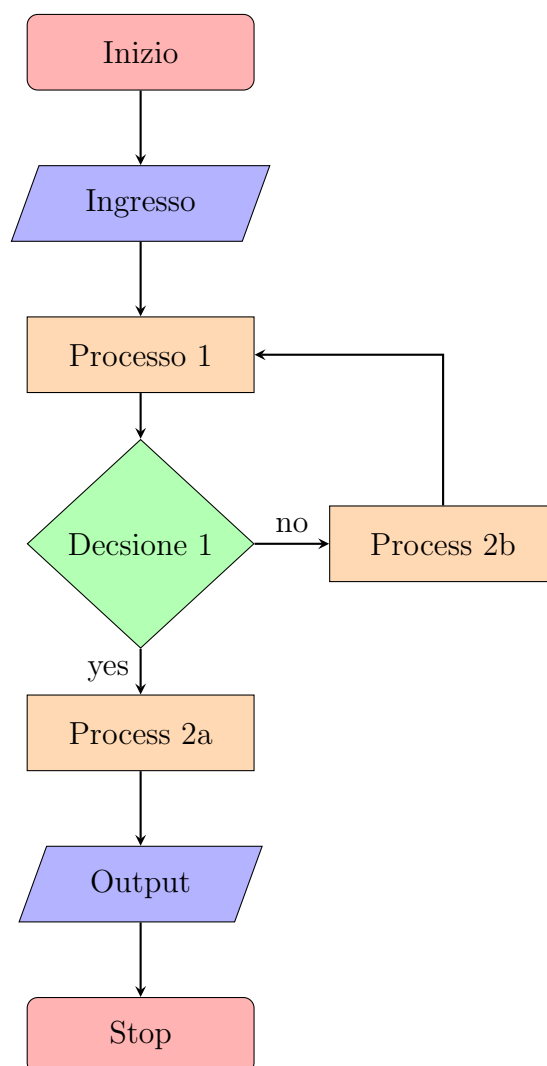 Inizio
Ingresso
Processo 1
Decsione 1
no
Process 2b
yes
Process 2a
Output
Stop